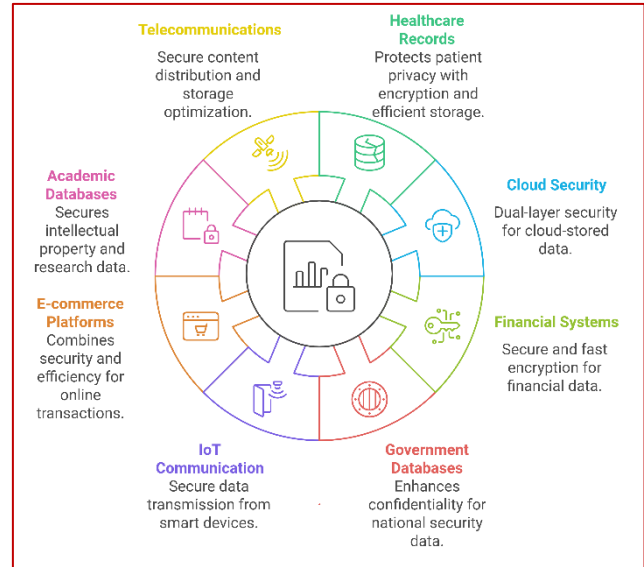 Telecommunications
Secure content
distribution and
storage
optimization.
Healthcare
Records
Protects patient
privacy with
encryption and
efficient storage.
Academic
Databases
Secures
intellectual
property and
research data.
Cloud Security
Dual-layer security
for cloud-stored
data.
E-commerce
Platforms
Combines
security and
efficiency for
online
transactions.
Financial Systems
Secure and fast
encryption for
financial data.
IoT
Communication
Secure data
transmission from
smart devices.
Government
Databases
Enhances
confidentiality for
national security
data.